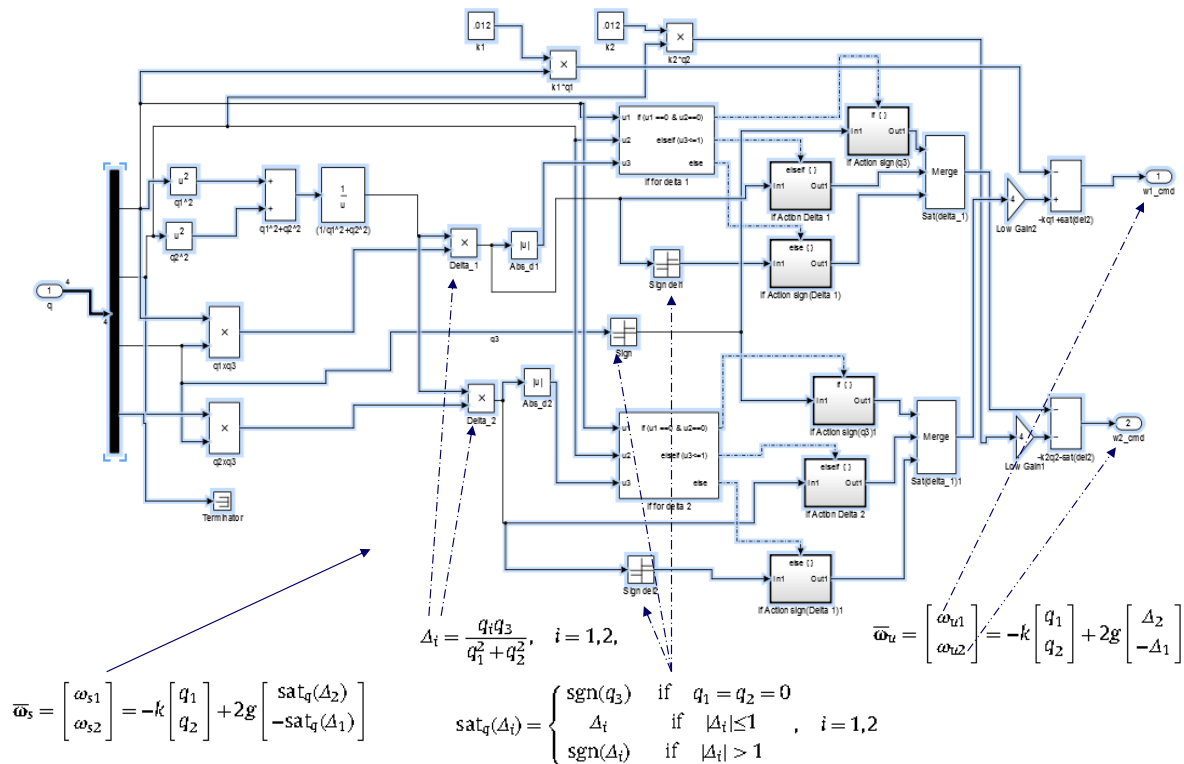 .012
k1
.012
k2
×
k2*q2
×
k1*q1
u1
if(u1 ==0 & u2==0)
u2
elseif(u3<=1)
u3
else
If for delta 1
if { }
In1
Out1
If Action sign(q3)
elseif { }
In1
Out1
If Action Delta 1
else { }
In1
Out1
If Action sign(Delta 1)
Merge
Sat(delta_1)
4
Low Gain2
−
+
-kq1+sat(del2)
1
w1_cmd
u²
q1^2
u²
q2^2
+
+
q1^2+q2^2
1
u
(1/q1^2+q2^2)
×
Delta_1
|u|
Abs_d1
Sign del1
1
q
4
4
×
q1xq3
q3
Sign
×
q2xq3
×
Delta_2
|u|
Abs_d2
u1
if(u1 ==0 & u2==0)
u2
elseif(u3<=1)
u3
else
If for delta 2
if { }
In1
Out1
If Action sign(q3)1
elseif { }
In1
Out1
If Action Delta 2
else { }
In1
Out1
If Action sign(Delta 1)1
Merge
Sat(delta_1)1
4
Low Gain1
−
−
-k2q2-sat(del2)
2
w2_cmd
Terminator
Sign del2
Δᵢ = qᵢq₃ / (q₁² + q₂²), i = 1,2,
ω̄ᵤ = [ωᵤ₁ ωᵤ₂] = −k [q₁ q₂] + 2g [Δ₂ −Δ₁]
ω̄ₛ = [ωₛ₁ ωₛ₂] = −k [q₁ q₂] + 2g [sat_q(Δ₂) −sat_q(Δ₁)]
sat_q(Δᵢ) = { sgn(q₃) if q₁ = q₂ = 0
Δᵢ if |Δᵢ|≤1 , i = 1,2
sgn(Δᵢ) if |Δᵢ| > 1